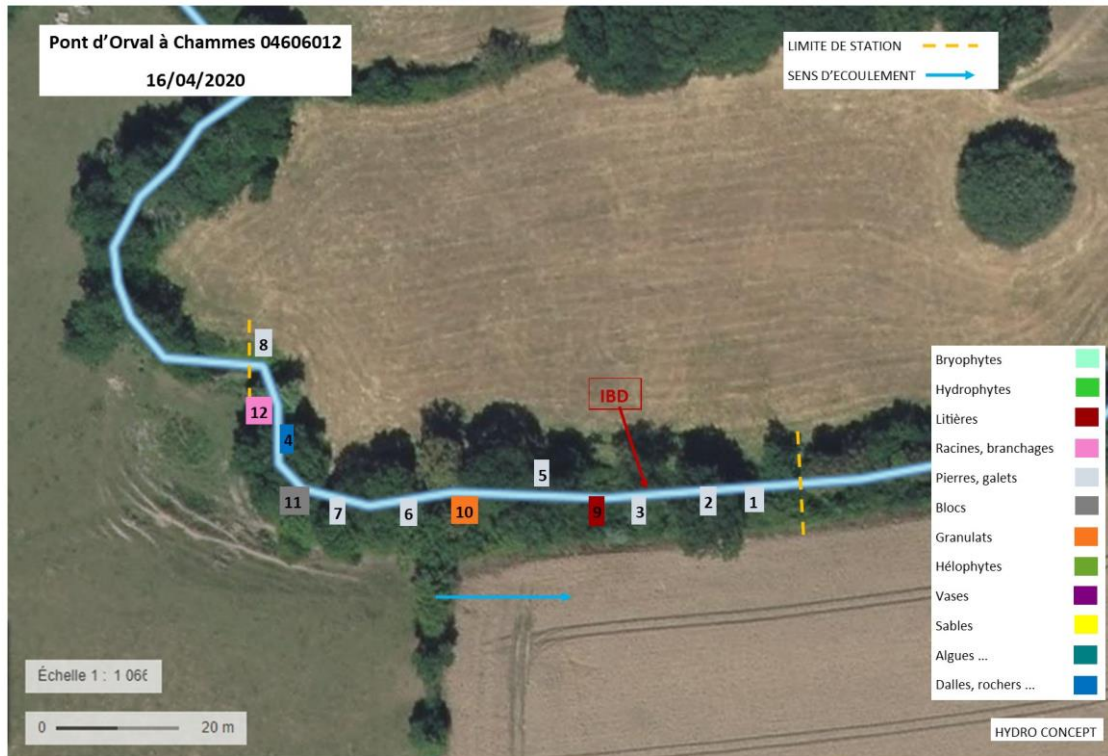 Pont d'Orval à Chammes 04606012
16/04/2020
LIMITE DE STATION
SENS D'ECOULEMENT
8
12
4
11
7
6
10
5
9
3
2
1
IBD
Bryophytes
Hydrophytes
Litières
Racines, branchages
Pierres, galets
Blocs
Granulats
Hélophytes
Vases
Sables
Algues ...
Dalles, rochers ...
Échelle 1 : 1 066
0 20 m
HYDRO CONCEPT